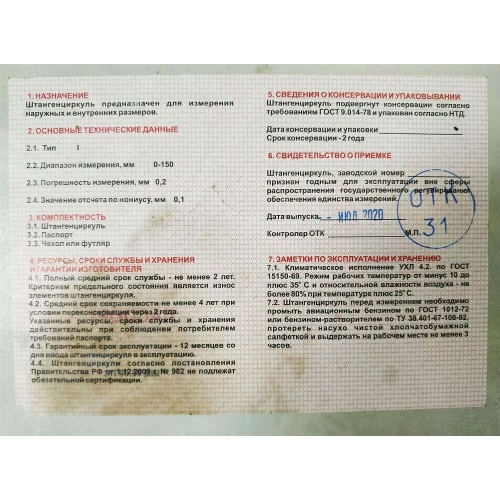 1. НАЗНАЧЕНИЕ
Штангенциркуль предназначен для измерения
наружных и внутренних размеров.
2. ОСНОВНЫЕ ТЕХНИЧЕСКИЕ ДАННЫЕ
2.1. Тип I
2.2. Диапазон измерения, мм 0-150
2.3. Погрешность измерения, мм 0,2
2.4. Значение отсчета по нониусу, мм 0,1
3. КОМПЛЕКТНОСТЬ
3.1. Штангенциркуль
3.2. Паспорт
3.3. Чехол или футляр
4. РЕСУРСЫ, СРОКИ СЛУЖБЫ И ХРАНЕНИЯ
И ГАРАНТИИ ИЗГОТОВИТЕЛЯ
4.1. Полный средний срок службы - не менее 2 лет.
Критерием предельного состояния является износ
элементов штангенциркуля.
4.2. Средний срок сохраняемости не менее 4 лет при
условии переконсервации через 2 года.
Указанные ресурсы, сроки службы и хранения
действительны при соблюдении потребителем
требований паспорта.
4.3. Гарантийный срок эксплуатации - 12 месяцев со
дня ввода штангенциркуля в эксплуатацию.
4.4. Штангенциркули согласно постановления
Правительства РФ от 1.12.2009 г. № 982 не подлежат
обязательной сертификации.
5. СВЕДЕНИЯ О КОНСЕРВАЦИИ И УПАКОВЫВАНИИ
Штангенциркуль подвергнут консервации согласно
требованиям ГОСТ 9.014-78 и упакован согласно НТД.
Дата консервации и упаковки
Срок консервации - 2 года
6. СВИДЕТЕЛЬСТВО О ПРИЕМКЕ
Штангенциркуль, заводской номер
признан годным для эксплуатации вне сферы
распространения государственного регулирования
обеспечения единства измерений.
Дата выпуска - ИЮЛ 2020
Контролер ОТК М.П.
ОТК
31
7. ЗАМЕТКИ ПО ЭКСПЛУАТАЦИИ И ХРАНЕНИЮ
7.1. Климатическое исполнение УХЛ 4.2. по ГОСТ
15150-69. Режим рабочих температур от минус 10 до
плюс 35°С и относительной влажности воздуха - не
более 80% при температуре плюс 25°С.
7.2. Штангенциркуль перед измерением необходимо
промыть авиационным бензином по ГОСТ 1012-72
или бензином-растворителем по ТУ 38.401-67-108-92,
протереть насухо чистой хлопчатобумажной
салфеткой и выдержать на рабочем месте не менее 3
часов.